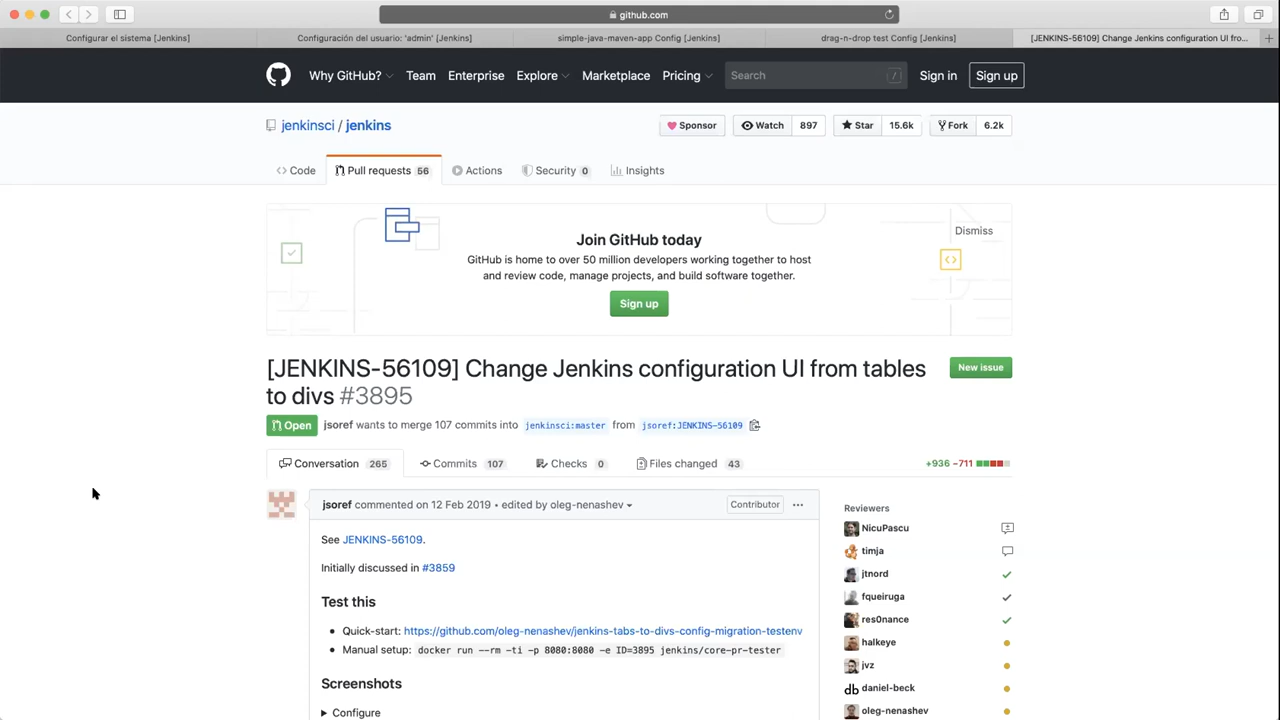 github.com
Configurar el sistema [Jenkins]
Configuración del usuario: 'admin' [Jenkins]
simple-java-maven-app Config [Jenkins]
drag-n-drop test Config [Jenkins]
[JENKINS-56109] Change Jenkins configuration UI fro...
Why GitHub? Team Enterprise Explore Marketplace Pricing Search / Sign in Sign up
jenkinsci / jenkins
Sponsor Watch 897 Star 15.6k Fork 6.2k
Code Pull requests 56 Actions Security 0 Insights
Dismiss
Join GitHub today
GitHub is home to over 50 million developers working together to host
and review code, manage projects, and build software together.
Sign up
[JENKINS-56109] Change Jenkins configuration UI from tables
to divs #3895
New issue
Open jsoref wants to merge 107 commits into jenkinsci:master from jsoref:JENKINS-56109
Conversation 265 Commits 107 Checks 0 Files changed 43 +936 −711
jsoref commented on 12 Feb 2019 • edited by oleg-nenashev Contributor ...
See JENKINS-56109.
Initially discussed in #3859
Test this
• Quick-start: https://github.com/oleg-nenashev/jenkins-tabs-to-divs-config-migration-testenv
• Manual setup: docker run --rm -ti -p 8080:8080 -e ID=3895 jenkins/core-pr-tester
Screenshots
Configure
Reviewers
NicuPascu
timja
jtnord
fqueiruga
res0nance
halkeye
jvz
db daniel-beck
oleg-nenashev